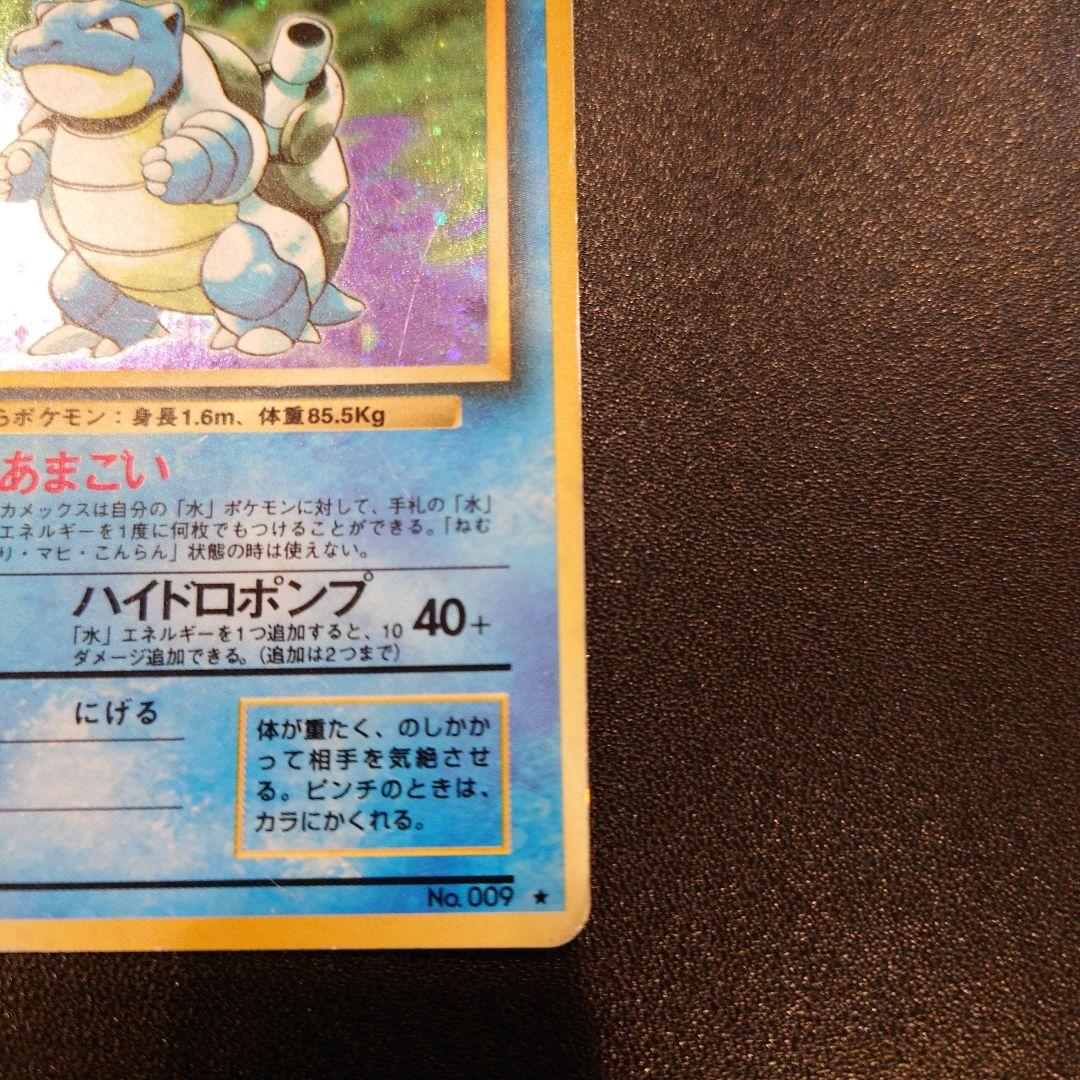 らポケモン：身長1.6m、体重85.5Kg
あまごい
カメックスは自分の「水」ポケモンに対して、手札の「水」
エネルギーを1度に何枚でもつけることができる。「ねむ
り・マヒ・こんらん」状態の時は使えない。
ハイドロポンプ 40+
「水」エネルギーを1つ追加すると、10
ダメージ追加できる。(追加は2つまで)
にげる
体が重たく、のしかか
って相手を気絶させ
る。ピンチのときは、
カラにかくれる。
No. 009 ★